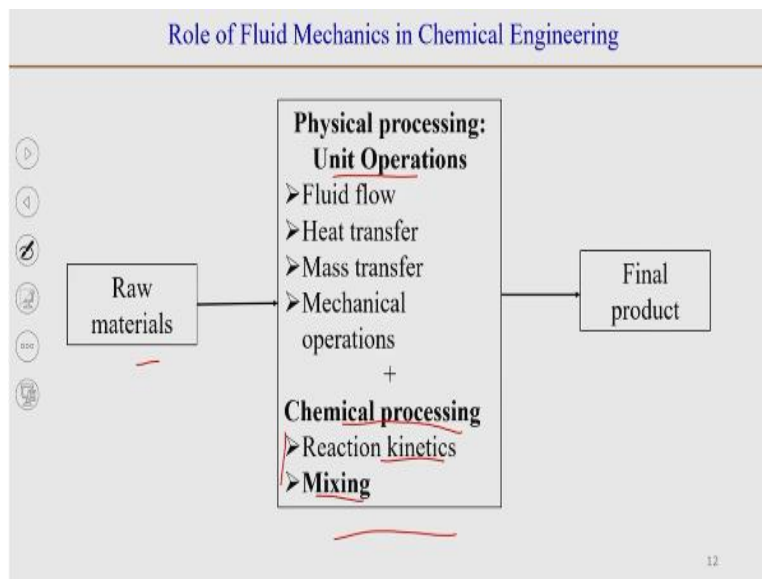 Role of Fluid Mechanics in Chemical Engineering
Raw
materials
Physical processing:
Unit Operations
➢Fluid flow
➢Heat transfer
➢Mass transfer
➢Mechanical
operations
+
Chemical processing
➢Reaction kinetics
➢Mixing
Final
product
12